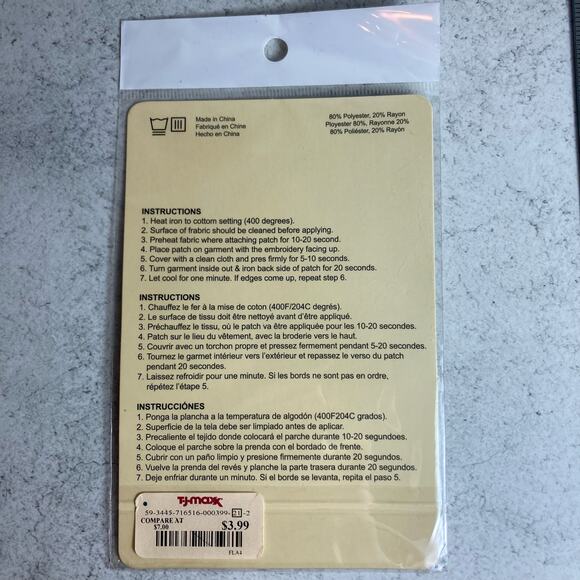 Made in China
Fabriqué en Chine
Hecho en China
80% Polyester, 20% Rayon
Ployester 80%, Rayonne 20%
80% Poliéster, 20% Rayón
INSTRUCTIONS
1. Heat iron to cottom setting (400 degrees).
2. Surface of frabric should be cleaned before applying.
3. Preheat fabric where attaching patch for 10-20 second.
4. Place patch on garment with the embroidery facing up.
5. Cover with a clean cloth and pres firmly for 5-10 seconds.
6. Turn garment inside out & iron back side of patch for 20 seconds.
7. Let cool for one minute. If edges come up, repeat step 6.
INSTRUCTIONS
1. Chauffez le fer à la mise de coton (400F/204C degrés).
2. Le surface de tissu doit être nettoyé avant d'être appliqué.
3. Préchauffez le tissu, où le patch va être appliquée pour les 10-20 secondes.
4. Patch sur le lieu du vêtement, avec la broderie vers le haut.
5. Couvrir avec un torchon propre et pressez fermement pendant 5-20 secondes.
6. Tournez le garmet intérieur vers l'extérieur et repassez le verso du patch
pendant 20 secondes.
7. Laissez refroidir pour une minute. Si les bords ne sont pas en ordre,
répétez l'étape 5.
INSTRUCCIÓNES
1. Ponga la plancha a la temperatura de algodón (400F204C grados).
2. Superficie de la tela debe ser limpiado antes de aplicar.
3. Precaliente el tejido donde colocará el parche durante 10-20 segundoes.
4. Coloque el parche sobre la prenda con el bordado de frente.
5. Cubrir con un paño limpio y presione firmemente durante 20 segundos.
6. Vuelve la prenda del revés y planche la parte trasera durante 20 segundos.
7. Deje enfriar durante un minuto. Si el borde se levanta, repita el paso 5.
T·J·maxx
59-3445-716516-000399-21-2
COMPARE AT
$7.00
$3.99
FLA4